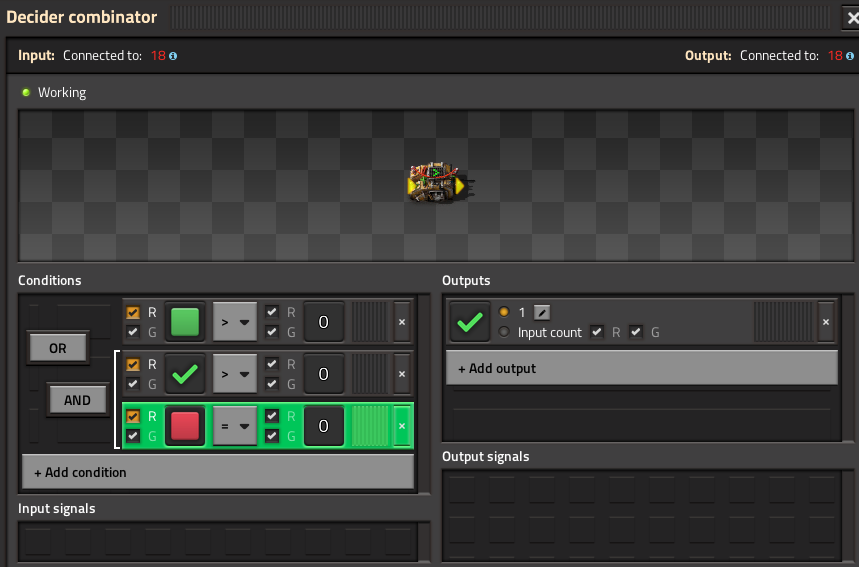 Decider combinator
Input: Connected to: 18
Output: Connected to: 18
Working
Conditions
OR
AND
R
G
> R
G
0
R
G
> R
G
0
R
G
= R
G
0
+ Add condition
Input signals
Outputs
1
Input count R G
+ Add output
Output signals